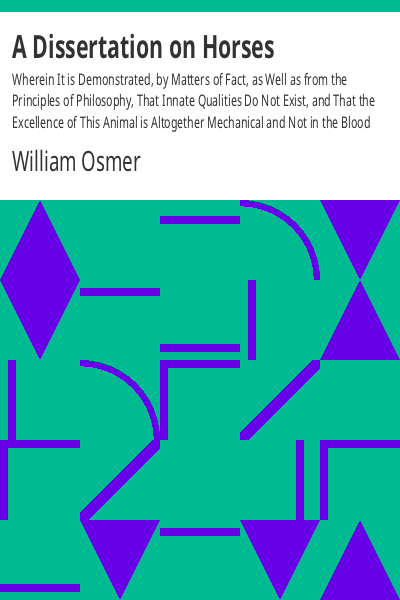 A Dissertation on Horses
Wherein It is Demonstrated, by Matters of Fact, as Well as from the
Principles of Philosophy, That Innate Qualities Do Not Exist, and That the
Excellence of This Animal is Altogether Mechanical and Not in the Blood
William Osmer